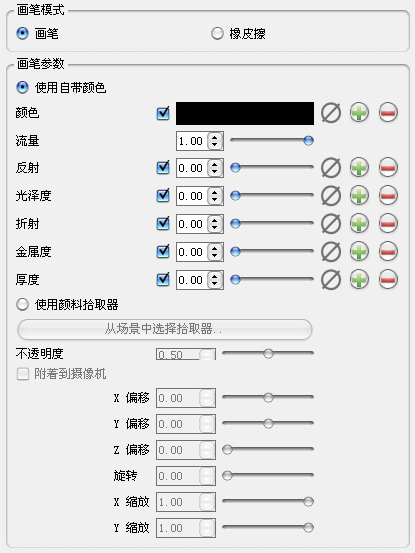 画笔模式
画笔 橡皮擦
画笔参数
使用自带颜色
颜色
流量 1.00
反射 0.00
光泽度 0.00
折射 0.00
金属度 0.00
厚度 0.00
使用颜料拾取器
从场景中选择拾取器..
不透明度 0.50
附着到摄像机
X 偏移 0.00
Y 偏移 0.00
Z 偏移 0.00
旋转 0.00
X 缩放 1.00
Y 缩放 1.00